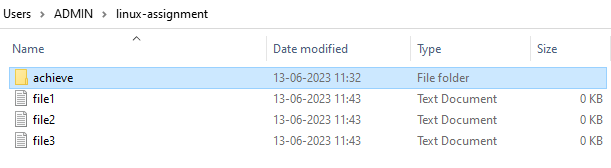 Users > ADMIN > linux-assignment
Name Date modified Type Size
achieve 13-06-2023 11:32 File folder
file1 13-06-2023 11:43 Text Document 0 KB
file2 13-06-2023 11:43 Text Document 0 KB
file3 13-06-2023 11:43 Text Document 0 KB